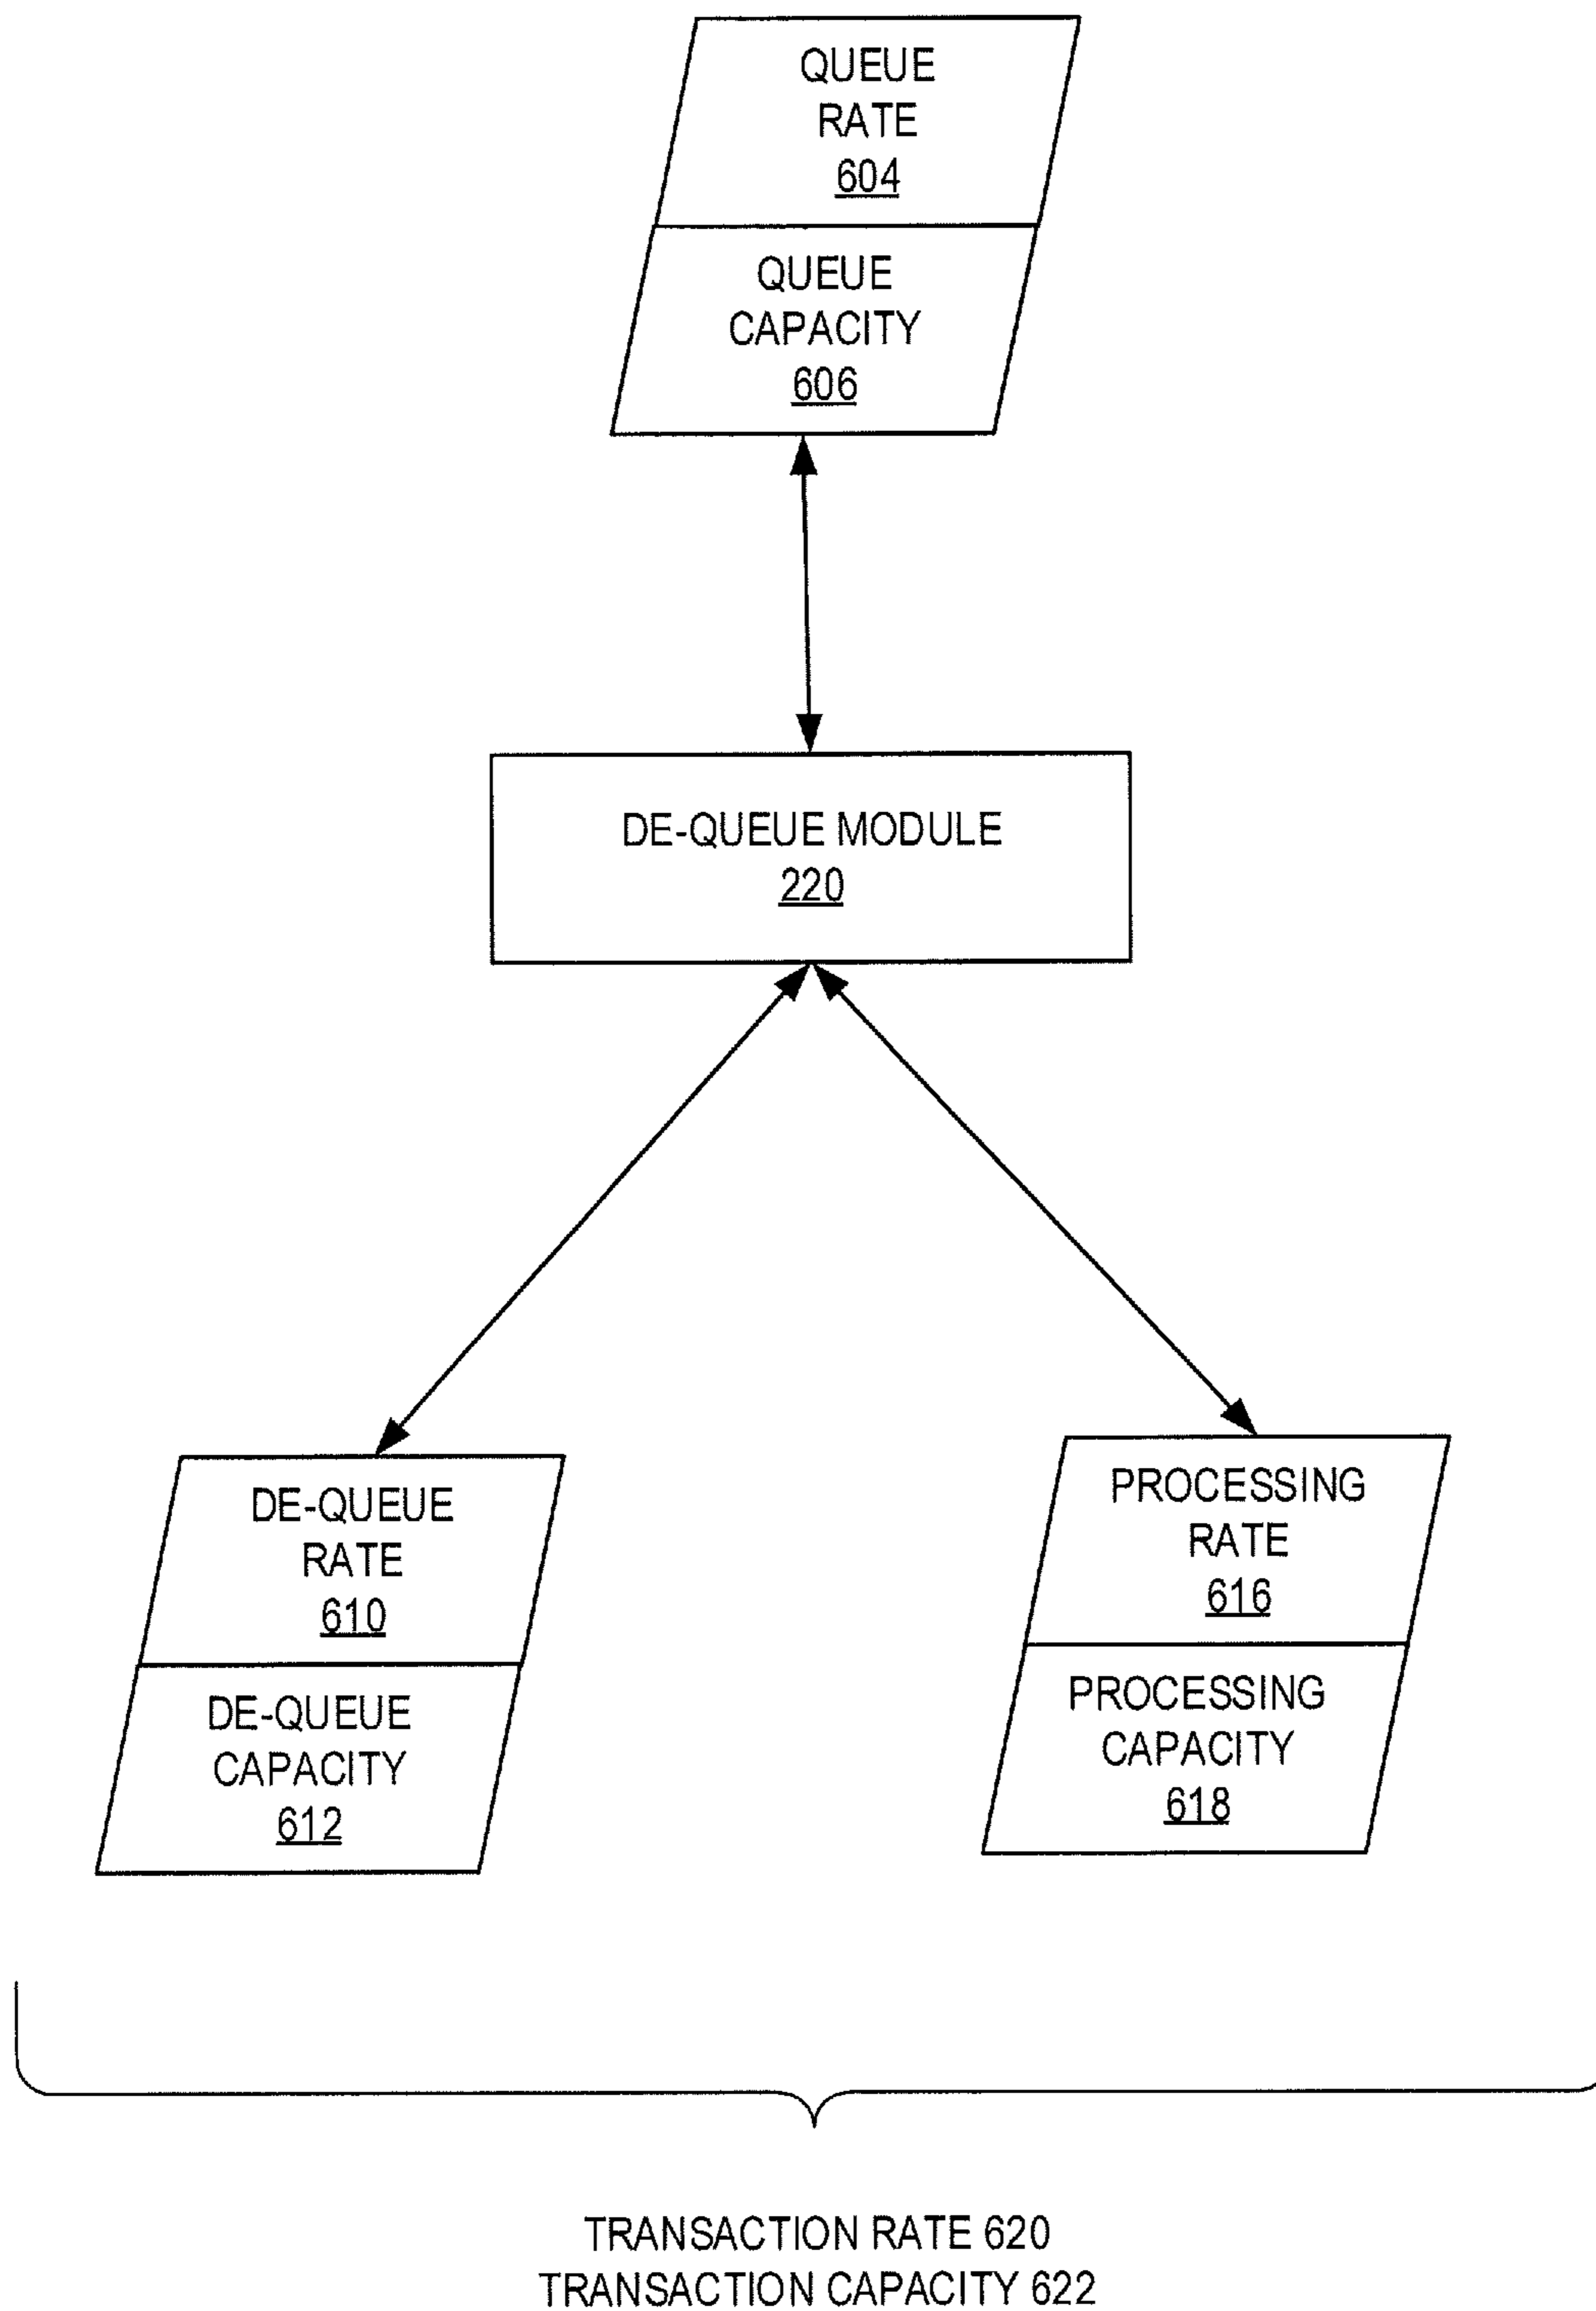 QUEUE
RATE
604
QUEUE
CAPACITY
606
DE-QUEUE MODULE
220
DE-QUEUE
RATE
610
DE-QUEUE
CAPACITY
612
PROCESSING
RATE
616
PROCESSING
CAPACITY
618
TRANSACTION RATE 620
TRANSACTION CAPACITY 622